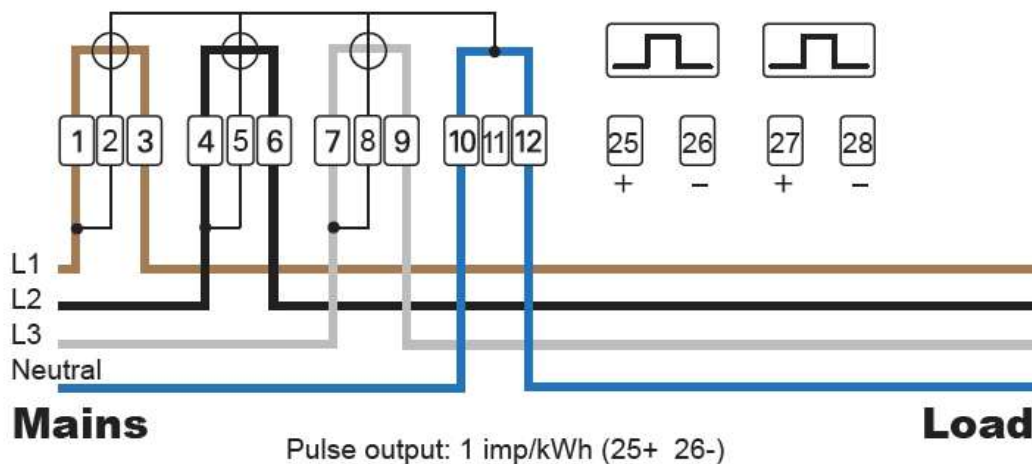 1 2 3 4 5 6 7 8 9 10 11 12 25 26 27 28
+ − + −
L1
L2
L3
Neutral
Mains Load
Pulse output: 1 imp/kWh (25+ 26-)